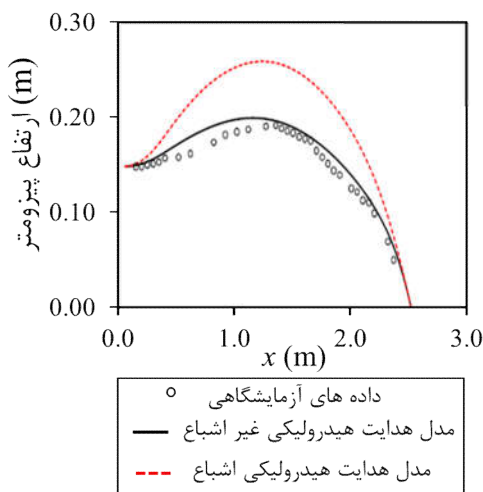 0.30
0.20
0.10
0.00
ارتفاع پیزومتر (m)
0.0 1.0 2.0 3.0
x (m)
داده های آزمایشگاهی
مدل هدایت هیدرولیکی غیر اشباع
مدل هدایت هیدرولیکی اشباع